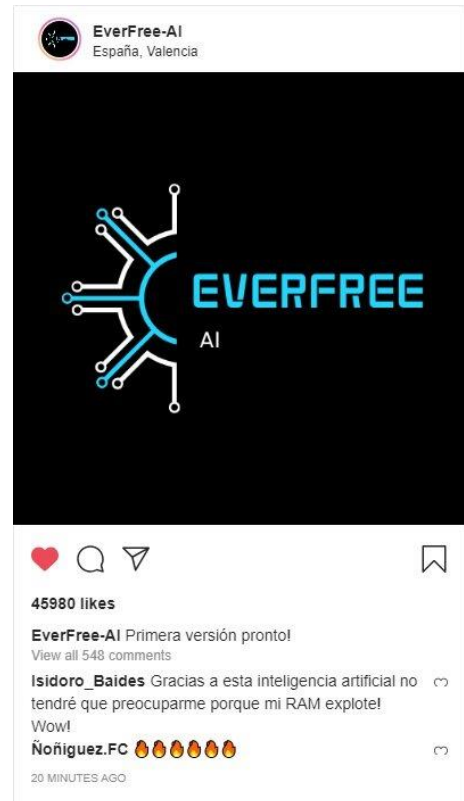 EverFree-AI
España, Valencia
EVERFREE
AI
45980 likes
EverFree-AI Primera versión pronto!
View all 548 comments
Isidoro_Baides Gracias a esta inteligencia artificial no
tendré que preocuparme porque mi RAM explote!
Wow!
Ñoñiguez.FC 🔥🔥🔥🔥🔥🔥
20 MINUTES AGO